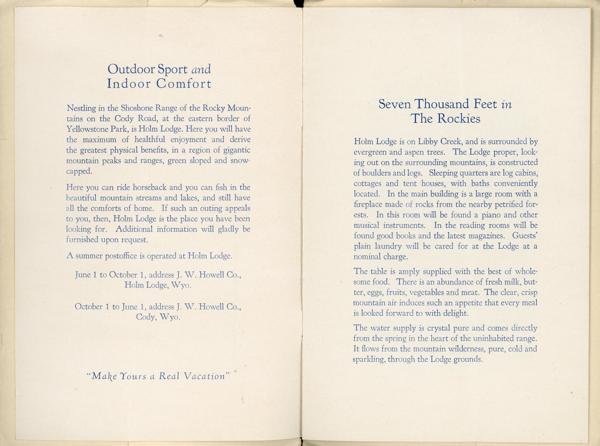 Outdoor Sport and
Indoor Comfort
Nestling in the Shoshone Range of the Rocky Moun-
tains on the Cody Road, at the eastern border of
Yellowstone Park, is Holm Lodge. Here you will have
the maximum of healthful enjoyment and derive
the greatest physical benefits, in a region of gigantic
mountain peaks and ranges, green sloped and snow-
capped.
Here you can ride horseback and you can fish in the
beautiful mountain streams and lakes, and still have
all the comforts of home. If such an outing appeals
to you, then, Holm Lodge is the place you have been
looking for. Additional information will gladly be
furnished upon request.
A summer postoffice is operated at Holm Lodge.
June 1 to October 1, address J. W. Howell Co.,
Holm Lodge, Wyo.
October 1 to June 1, address J. W. Howell Co.,
Cody, Wyo.
"Make Yours a Real Vacation"
Seven Thousand Feet in
The Rockies
Holm Lodge is on Libby Creek, and is surrounded by
evergreen and aspen trees. The Lodge proper, look-
ing out on the surrounding mountains, is constructed
of boulders and logs. Sleeping quarters are log cabins,
cottages and tent houses, with baths conveniently
located. In the main building is a large room with a
fireplace made of rocks from the nearby petrified for-
ests. In this room will be found a piano and other
musical instruments. In the reading rooms will be
found good books and the latest magazines. Guests'
plain laundry will be cared for at the Lodge at a
nominal charge.
The table is amply supplied with the best of whole-
some food. There is an abundance of fresh milk, but-
ter, eggs, fruits, vegetables and meat. The clear, crisp
mountain air induces such an appetite that every meal
is looked forward to with delight.
The water supply is crystal pure and comes directly
from the spring in the heart of the uninhabited range.
It flows from the mountain wilderness, pure, cold and
sparkling, through the Lodge grounds.